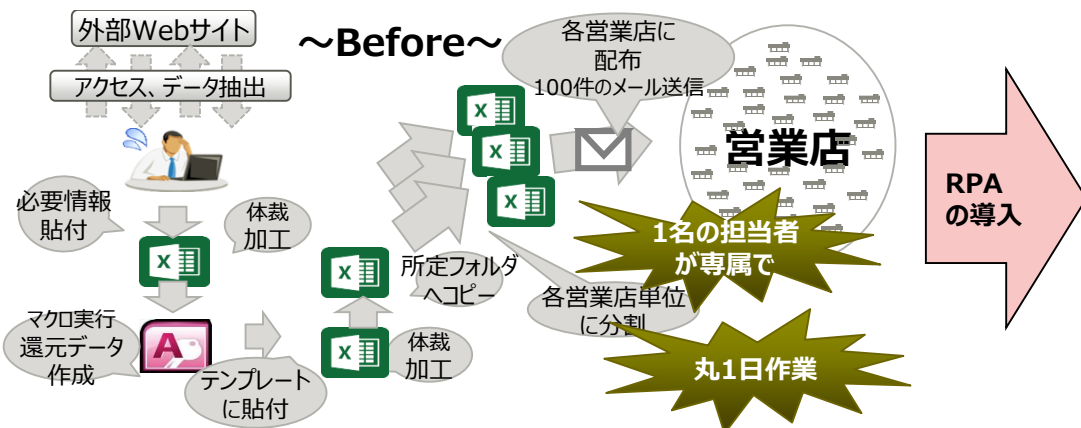 外部Webサイト
アクセス、データ抽出
～Before～
各営業店に
配布
100件のメール送信
営業店
RPA
の導入
必要情報
貼付
体裁
加工
1名の担当者
が専属で
所定フォルダ
へコピー
各営業店単位
に分割
マクロ実行
還元データ
作成
A
テンプレート
に貼付
体裁
加工
丸1日作業
X
X
X
X
X
X